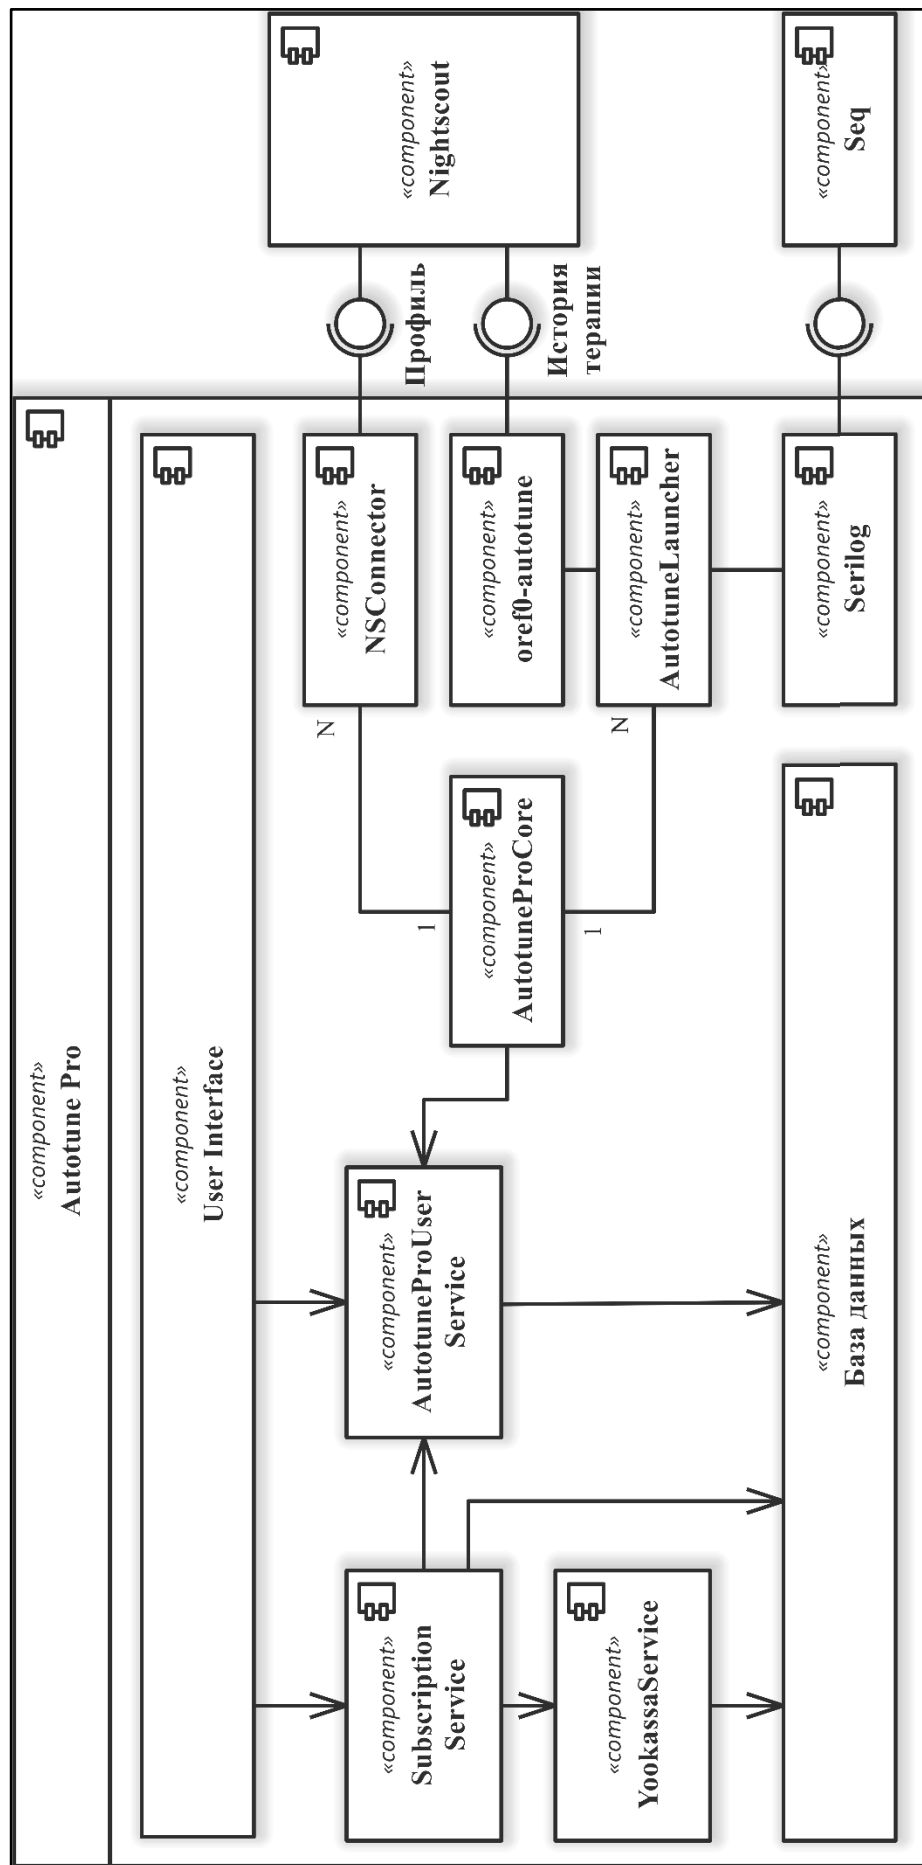 «component»
Autotune Pro
«component»
User Interface
«component»
Subscription
Service
«component»
AutotuneProUser
Service
«component»
NSConnector
N
1
«component»
AutotuneProCore
1
«component»
oref0-autotune
«component»
AutotuneLauncher
N
«component»
YookassaService
«component»
База данных
«component»
Serilog
Профиль
История
терапии
«component»
Nightscout
«component»
Seq